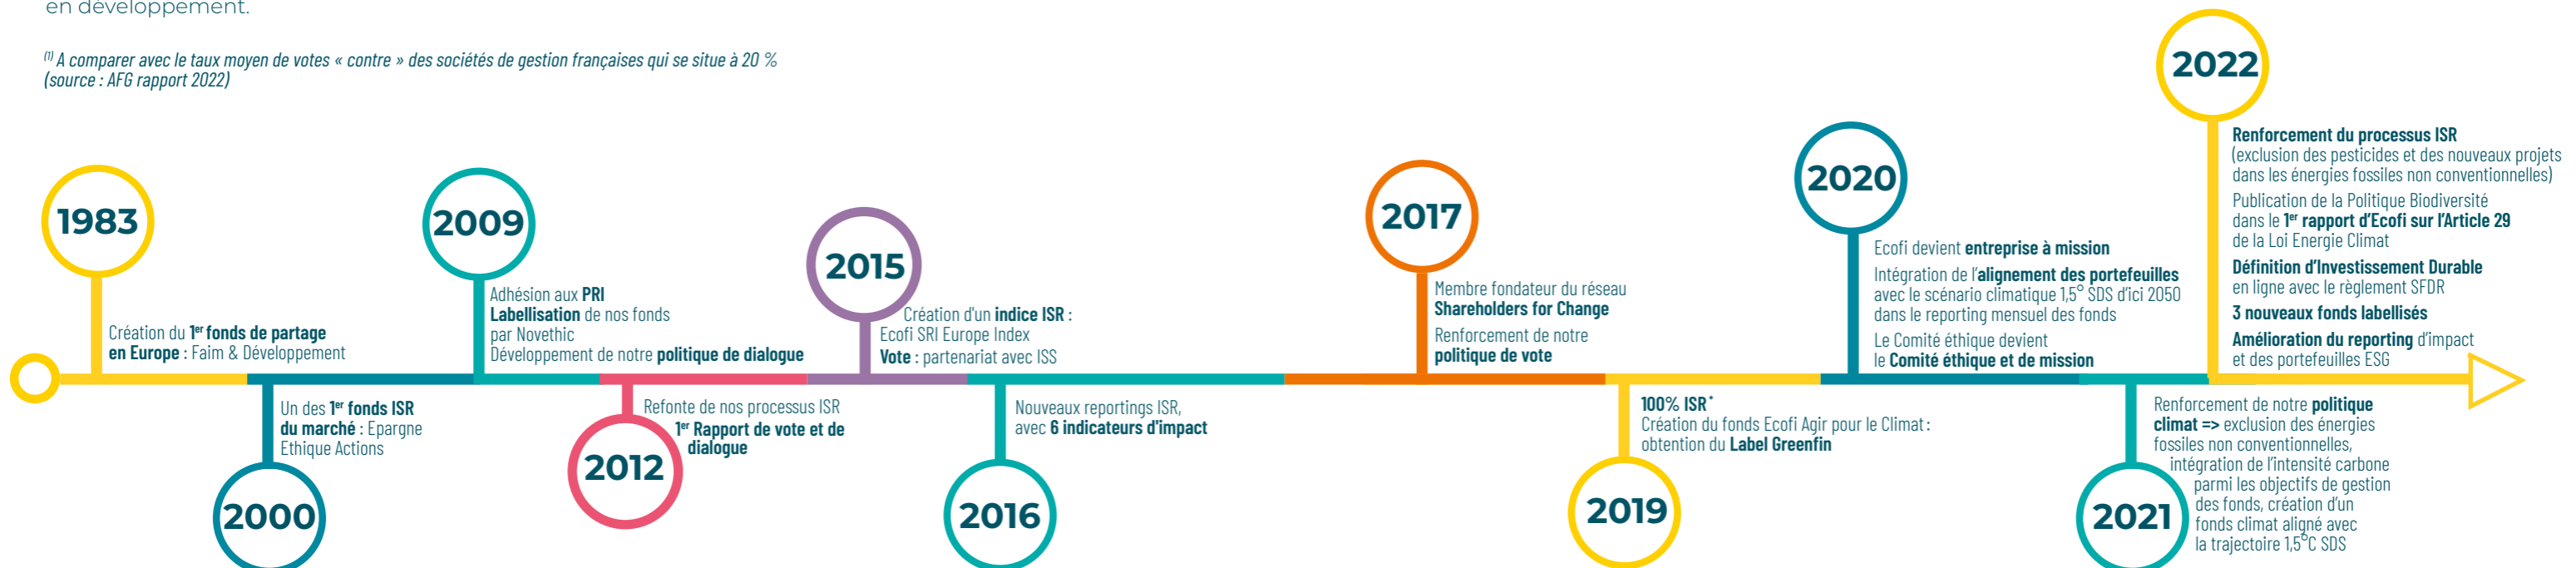 en développement.
(1) A comparer avec le taux moyen de votes « contre » des sociétés de gestion françaises qui se situe à 20 %
(source : AFG rapport 2022)
1983
Création du 1er fonds de partage
en Europe : Faim & Développement
2000
Un des 1er fonds ISR
du marché : Epargne
Ethique Actions
2009
Adhésion aux PRI
Labellisation de nos fonds
par Novethic
Développement de notre politique de dialogue
2012
Refonte de nos processus ISR
1er Rapport de vote et de
dialogue
2015
Création d'un indice ISR :
Ecofi SRI Europe Index
Vote : partenariat avec ISS
2016
Nouveaux reportings ISR,
avec 6 indicateurs d'impact
2017
Membre fondateur du réseau
Shareholders for Change
Renforcement de notre
politique de vote
2019
100% ISR*
Création du fonds Ecofi Agir pour le Climat :
obtention du Label Greenfin
2020
Ecofi devient entreprise à mission
Intégration de l'alignement des portefeuilles
avec le scénario climatique 1,5° SDS d'ici 2050
dans le reporting mensuel des fonds
Le Comité éthique devient
le Comité éthique et de mission
2021
Renforcement de notre politique
climat => exclusion des énergies
fossiles non conventionnelles,
intégration de l'intensité carbone
parmi les objectifs de gestion
des fonds, création d'un
fonds climat aligné avec
la trajectoire 1,5°C SDS
2022
Renforcement du processus ISR
(exclusion des pesticides et des nouveaux projets
dans les énergies fossiles non conventionnelles)
Publication de la Politique Biodiversité
dans le 1er rapport d'Ecofi sur l'Article 29
de la Loi Energie Climat
Définition d'Investissement Durable
en ligne avec le règlement SFDR
3 nouveaux fonds labellisés
Amélioration du reporting d'impact
et des portefeuilles ESG